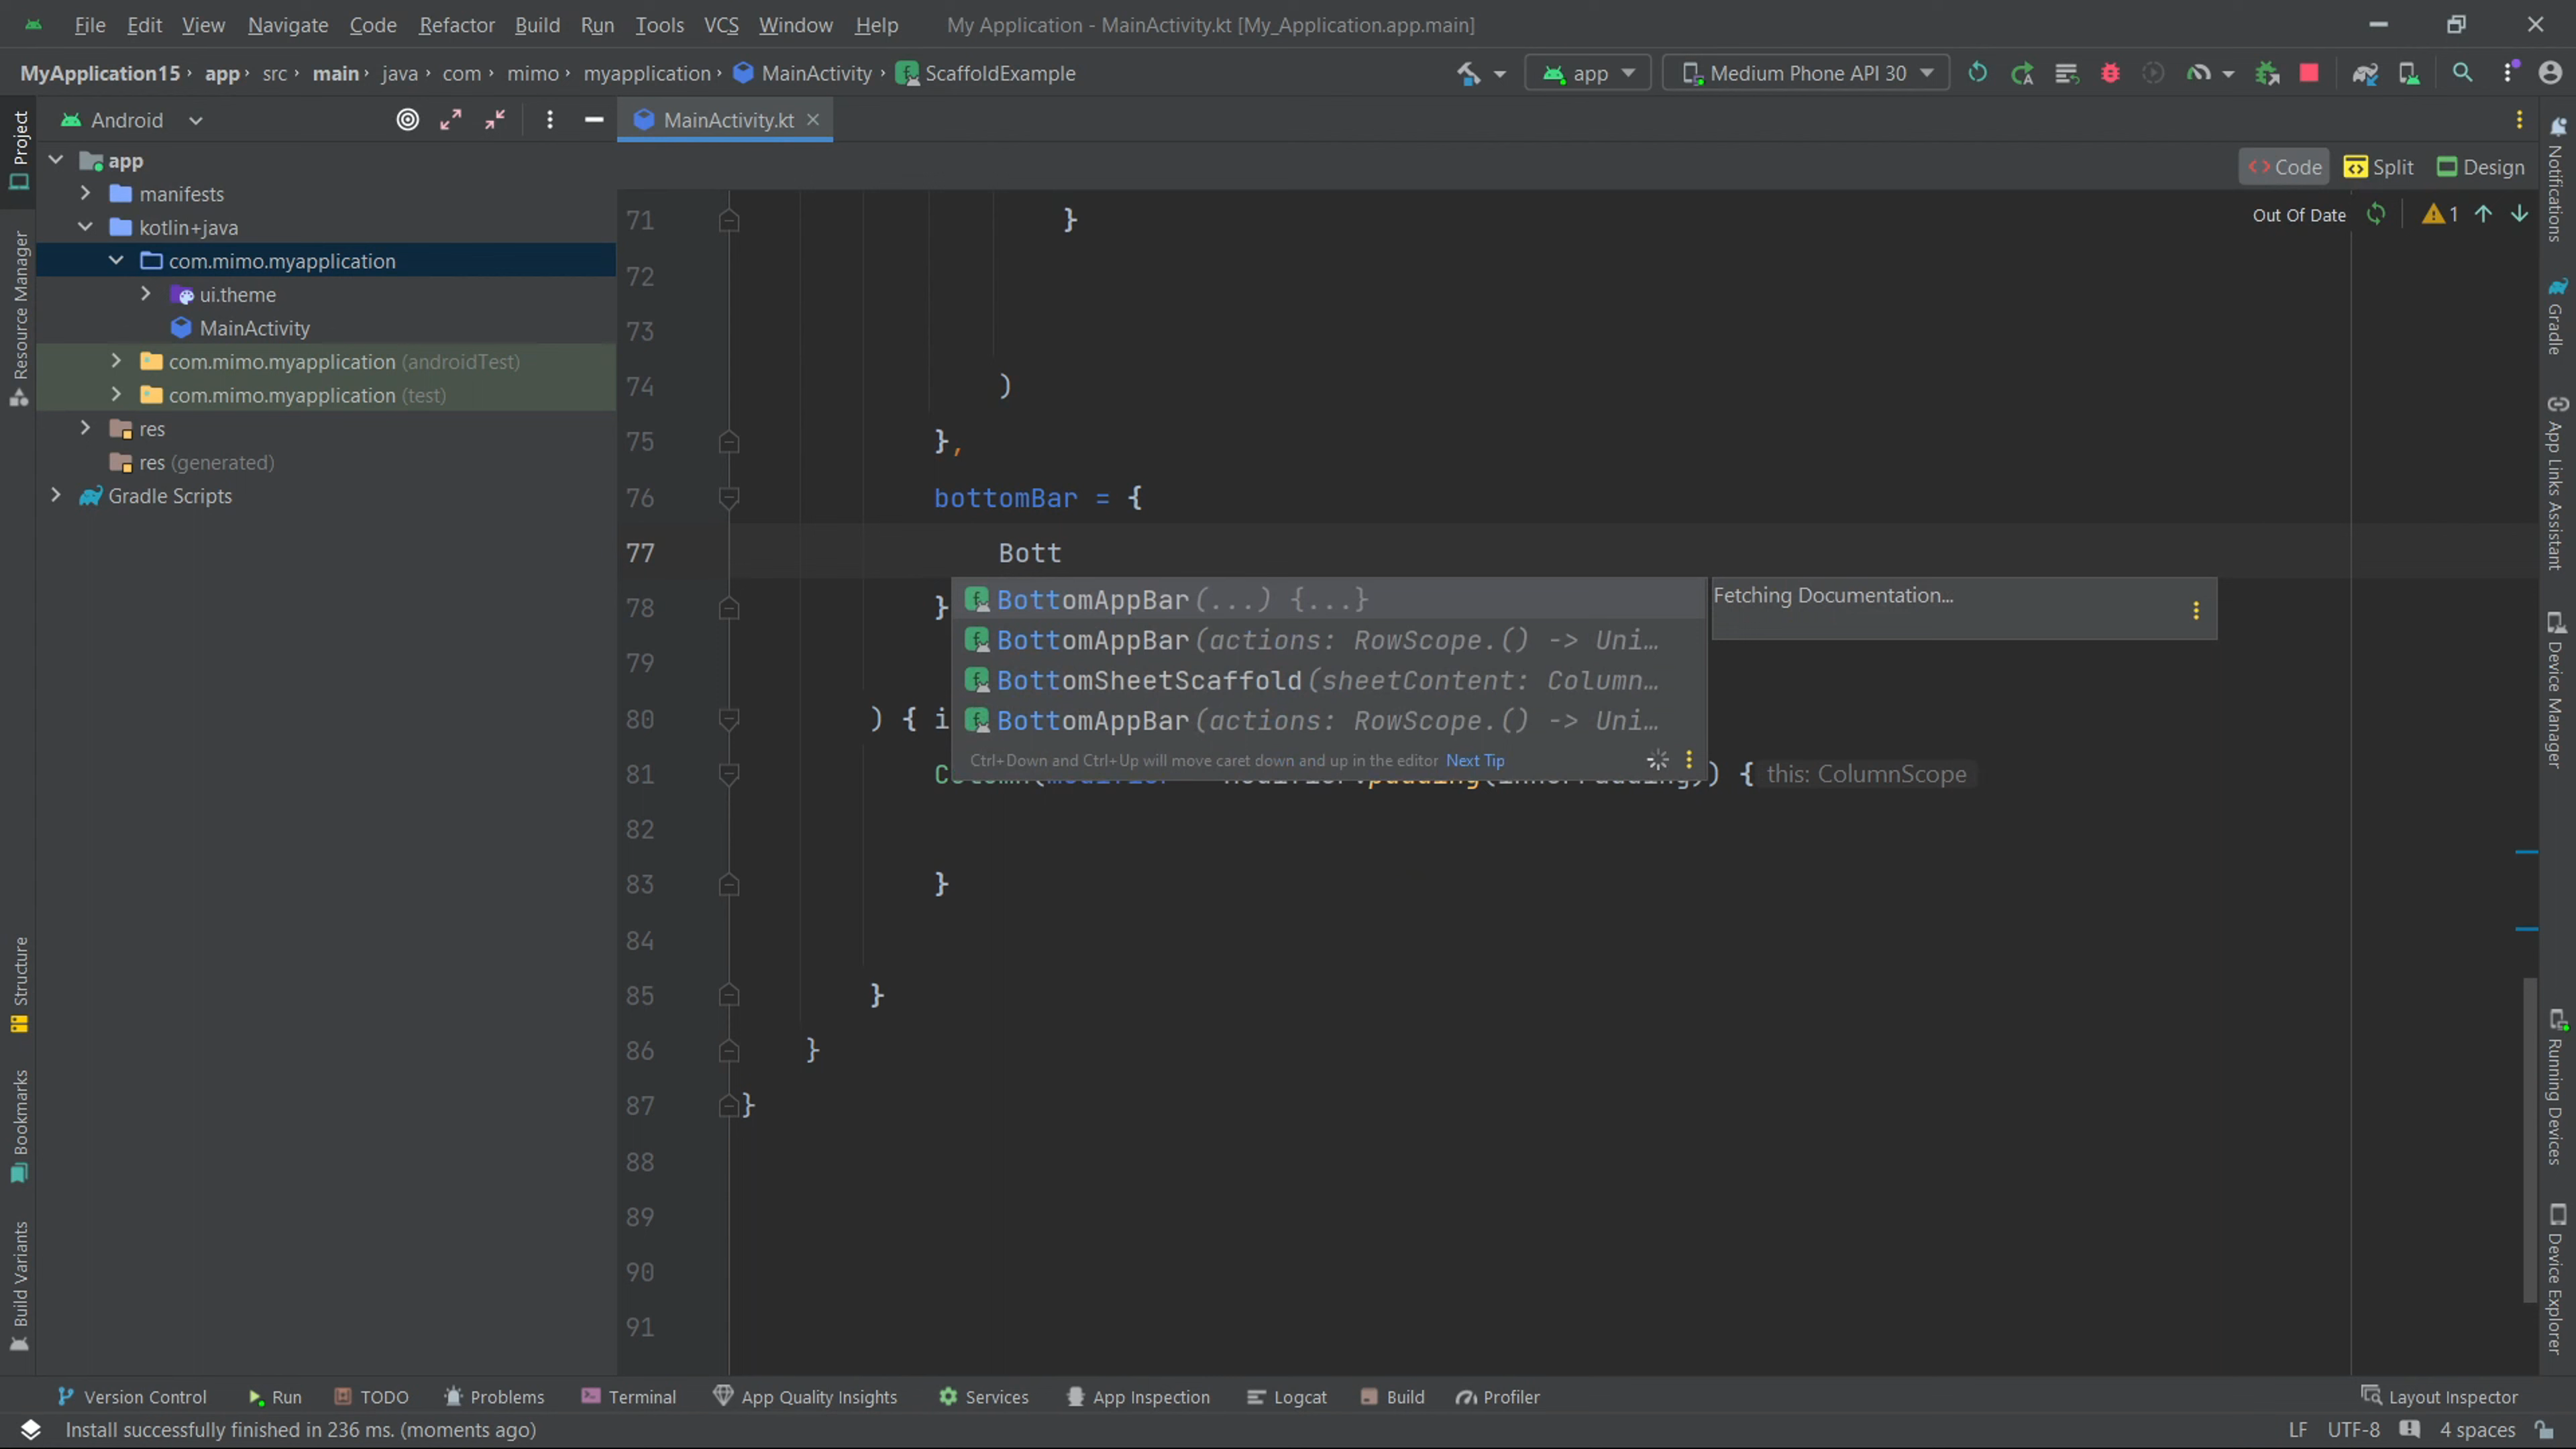 File Edit View Navigate Code Refactor Build Run Tools VCS Window Help My Application - MainActivity.kt [My_Application.app.main]
MyApplication15 app src main java com mimo myapplication MainActivity ScaffoldExample app Medium Phone API 30
Project
Resource Manager
Structure
Bookmarks
Build Variants
Android
app
manifests
kotlin+java
com.mimo.myapplication
ui.theme
MainActivity
com.mimo.myapplication (androidTest)
com.mimo.myapplication (test)
res
res (generated)
Gradle Scripts
MainActivity.kt
Code Split Design
Out Of Date 1
71 }
72
73
74 )
75 },
76 bottomBar = {
77 Bott
78 }
79
80 ) { i
81 ) { this: ColumnScope
82
83 }
84
85 }
86 }
87 }
88
89
90
91
BottomAppBar(...) {...}
BottomAppBar(actions: RowScope.() -> Uni...
BottomSheetScaffold(sheetContent: Column...
BottomAppBar(actions: RowScope.() -> Uni...
Ctrl+Down and Ctrl+Up will move caret down and up in the editor Next Tip
Fetching Documentation...
Notifications
Gradle
App Links Assistant
Device Manager
Running Devices
Device Explorer
Version Control Run TODO Problems Terminal App Quality Insights Services App Inspection Logcat Build Profiler Layout Inspector
Install successfully finished in 236 ms. (moments ago) LF UTF-8 4 spaces